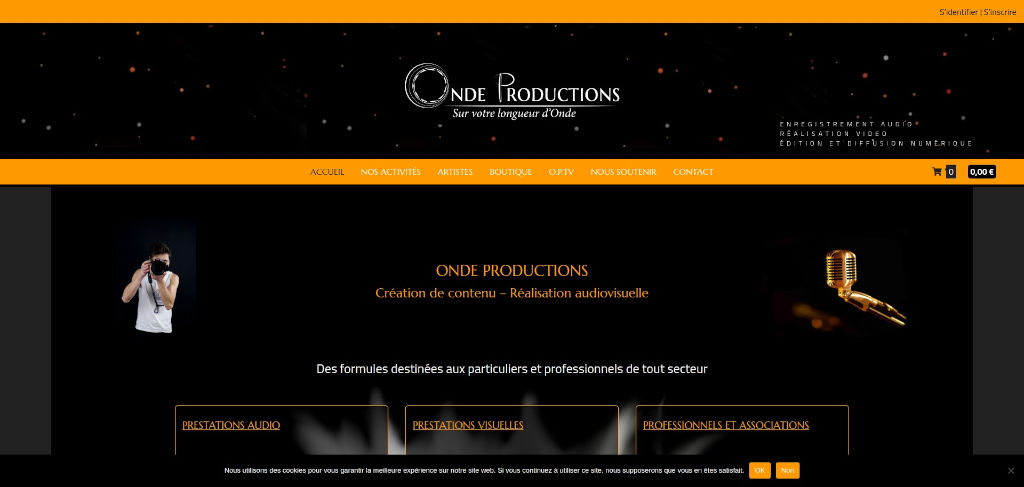 S'identifier | S'inscrire
ONDE PRODUCTIONS
Sur votre longueur d'Onde
ENREGISTREMENT AUDIO
RÉALISATION VIDEO
ÉDITION ET DIFFUSION NUMÉRIQUE
ACCUEIL NOS ACTIVITÉS ARTISTES BOUTIQUE O.P.TV NOUS SOUTENIR CONTACT 0 0,00 €
ONDE PRODUCTIONS
Création de contenu – Réalisation audiovisuelle
Des formules destinées aux particuliers et professionnels de tout secteur
PRESTATIONS AUDIO PRESTATIONS VISUELLES PROFESSIONNELS ET ASSOCIATIONS
Nous utilisons des cookies pour vous garantir la meilleure expérience sur notre site web. Si vous continuez à utiliser ce site, nous supposerons que vous en êtes satisfait. OK Non